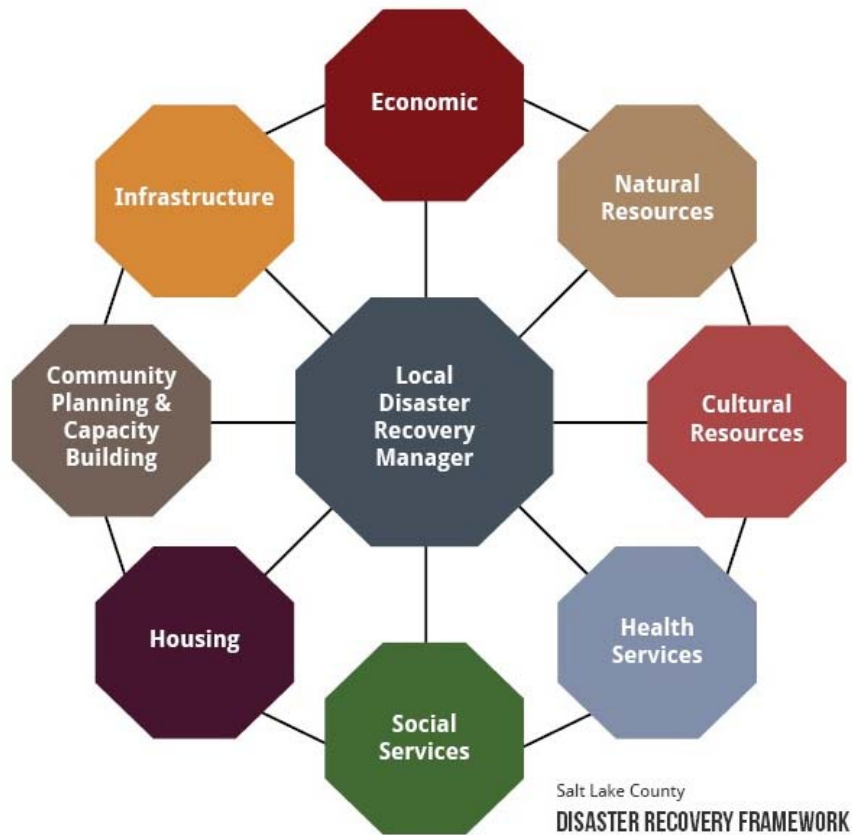 Economic
Infrastructure
Natural
Resources
Community
Planning &
Capacity
Building
Local
Disaster
Recovery
Manager
Cultural
Resources
Housing
Health
Services
Social
Services
Salt Lake County
DISASTER RECOVERY FRAMEWORK